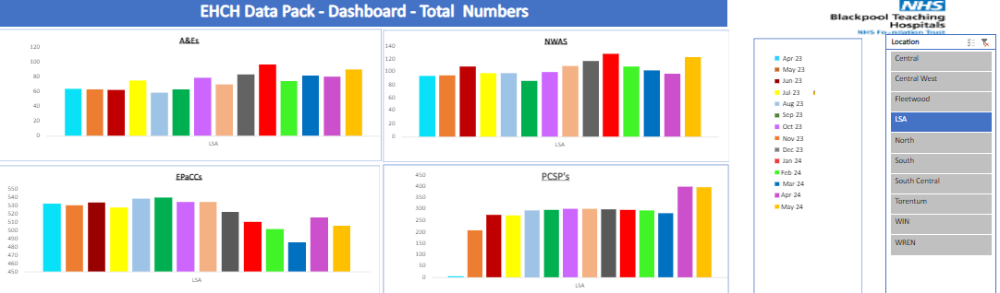 EHCH Data Pack - Dashboard - Total Numbers
NHS
Blackpool Teaching
Hospitals
NHS Foundation Trust
A&Es
120
100
80
60
40
20
0
LSA
NWAS
140
120
100
80
60
40
20
0
LSA
EPaCCs
550
540
530
520
510
500
490
480
470
460
450
LSA
PCSP's
450
400
350
300
250
200
150
100
50
0
LSA
Apr 23
May 23
Jun 23
Jul 23
Aug 23
Sep 23
Oct 23
Nov 23
Dec 23
Jan 24
Feb 24
Mar 24
Apr 24
May 24
Location
Central
Central West
Fleetwood
LSA
North
South
South Central
Torentum
WIN
WREN